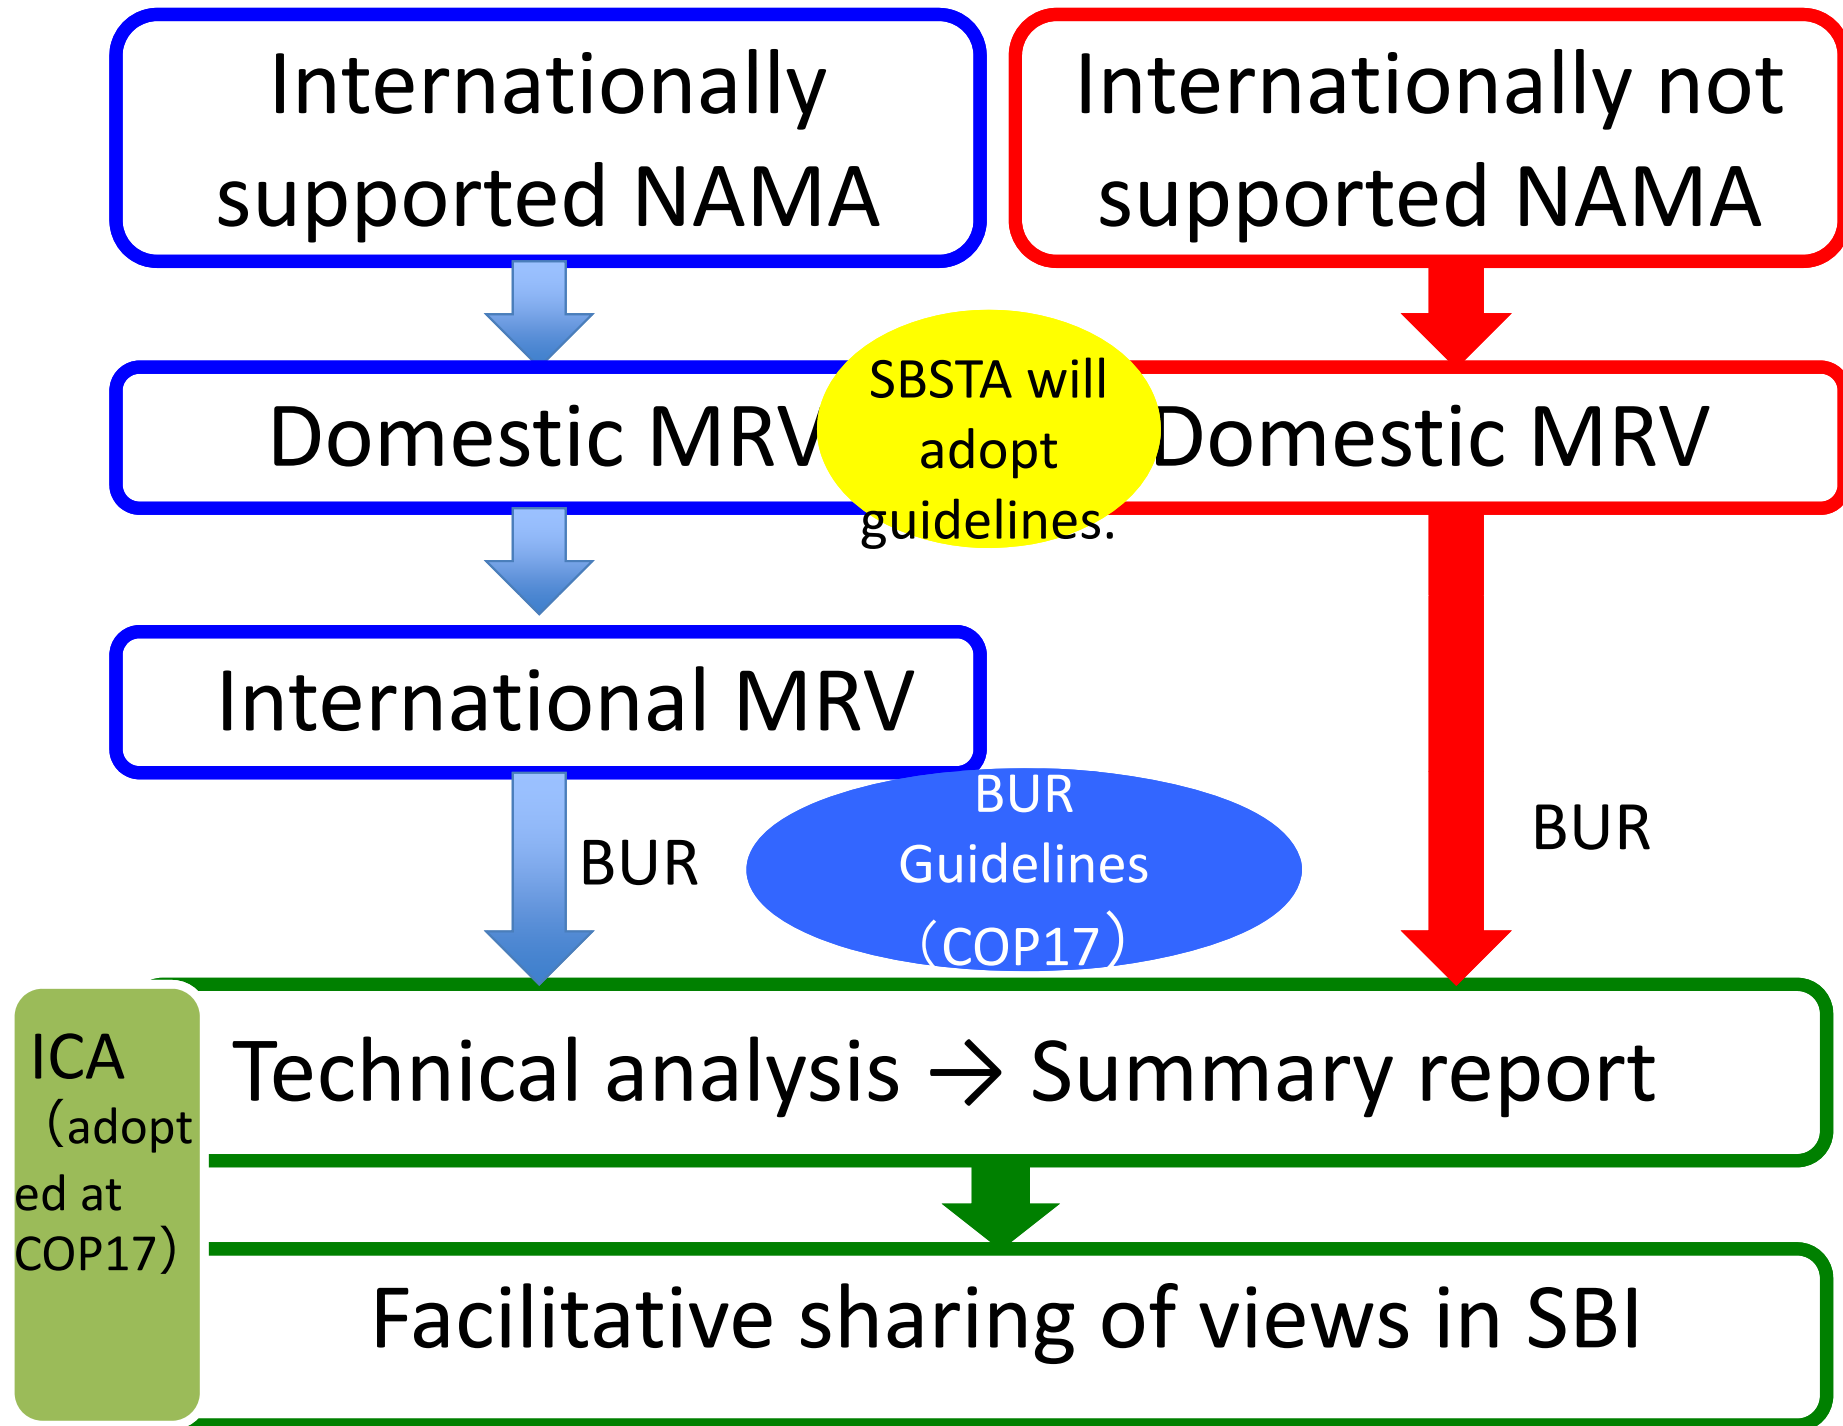 Internationally
supported NAMA
Internationally not
supported NAMA
Domestic MRV
SBSTA will
adopt
guidelines.
Domestic MRV
International MRV
BUR
BUR
Guidelines
（COP17）
BUR
ICA
（adopt
ed at
COP17）
Technical analysis → Summary report
Facilitative sharing of views in SBI